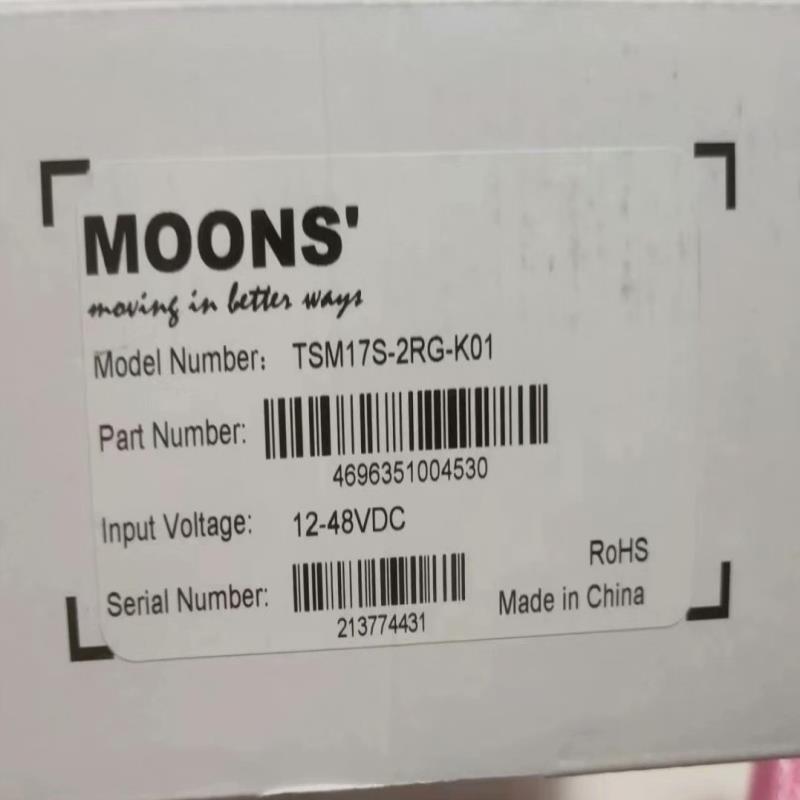 MOONS'
moving in better ways
Model Number: TSM17S-2RG-K01
Part Number:
4696351004530
Input Voltage: 12-48VDC
RoHS
Serial Number:
Made in China
213774431